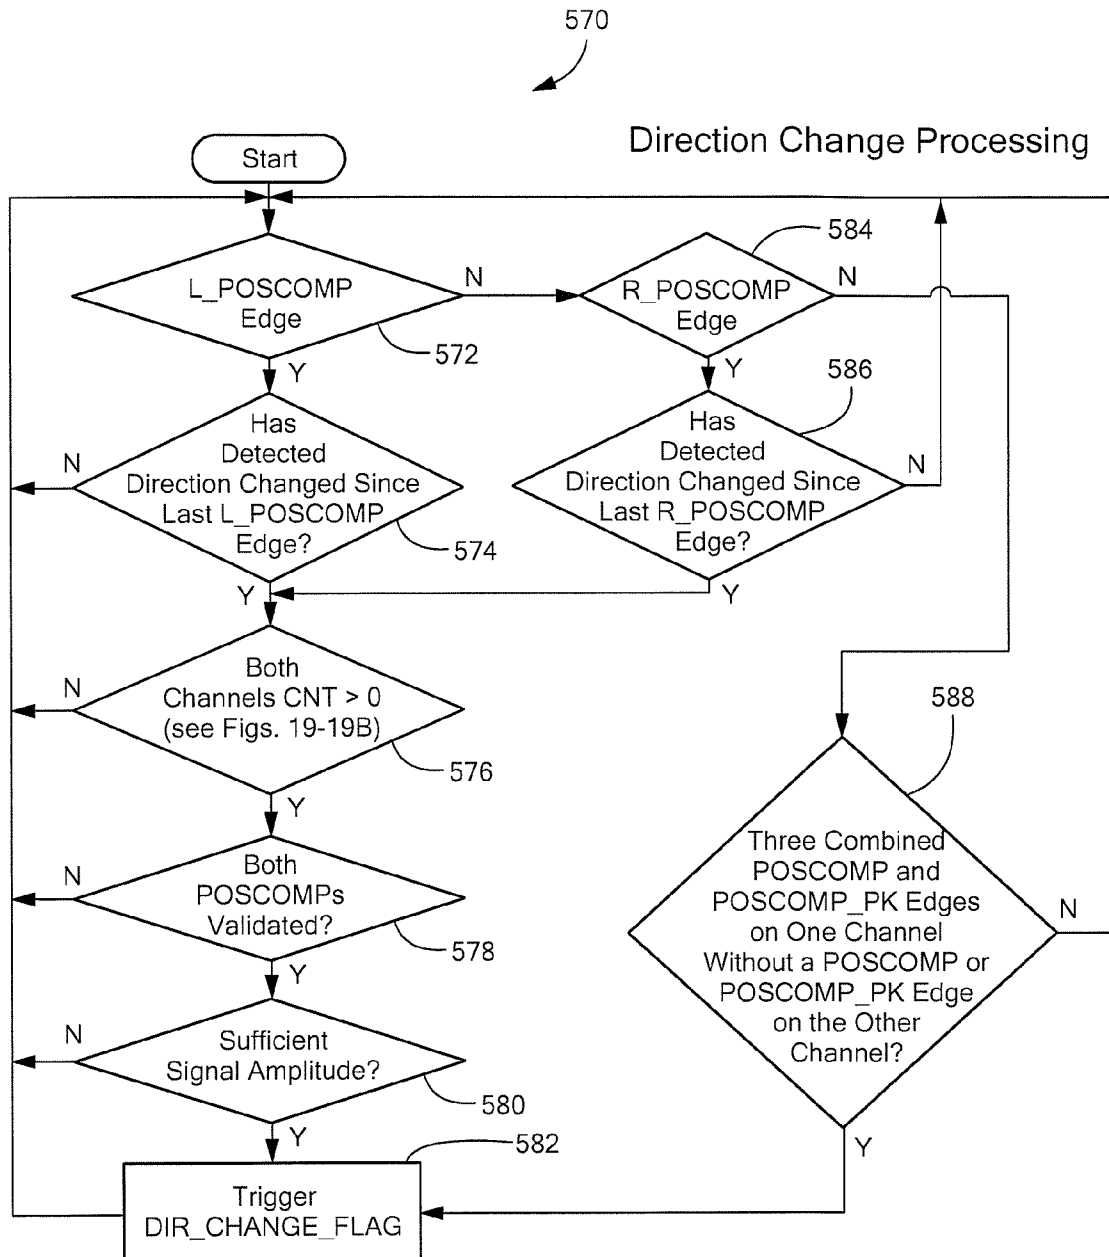 570
Direction Change Processing
Start
L_POSCOMP
Edge
572
N
Y
R_POSCOMP
Edge
584
N
Y
Has
Detected
Direction Changed Since
Last L_POSCOMP
Edge?
574
N
Y
Has
Detected
Direction Changed Since
Last R_POSCOMP
Edge?
586
N
Y
Both
Channels CNT > 0
(see Figs. 19-19B)
576
N
Y
Both
POSCOMPs
Validated?
578
N
Y
Sufficient
Signal Amplitude?
580
N
Y
Three Combined
POSCOMP and
POSCOMP_PK Edges
on One Channel
Without a POSCOMP or
POSCOMP_PK Edge
on the Other
Channel?
588
N
Y
Trigger
DIR_CHANGE_FLAG
582